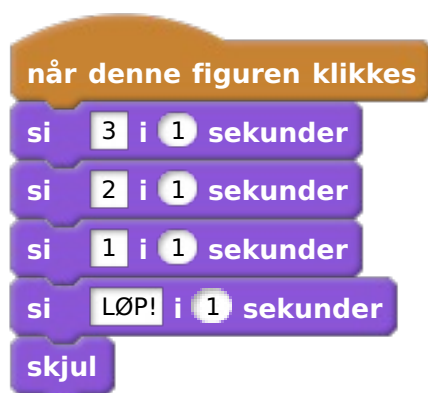 når denne figuren klikkes
si 3 i 1 sekunder
si 2 i 1 sekunder
si 1 i 1 sekunder
si LØP! i 1 sekunder
skjul